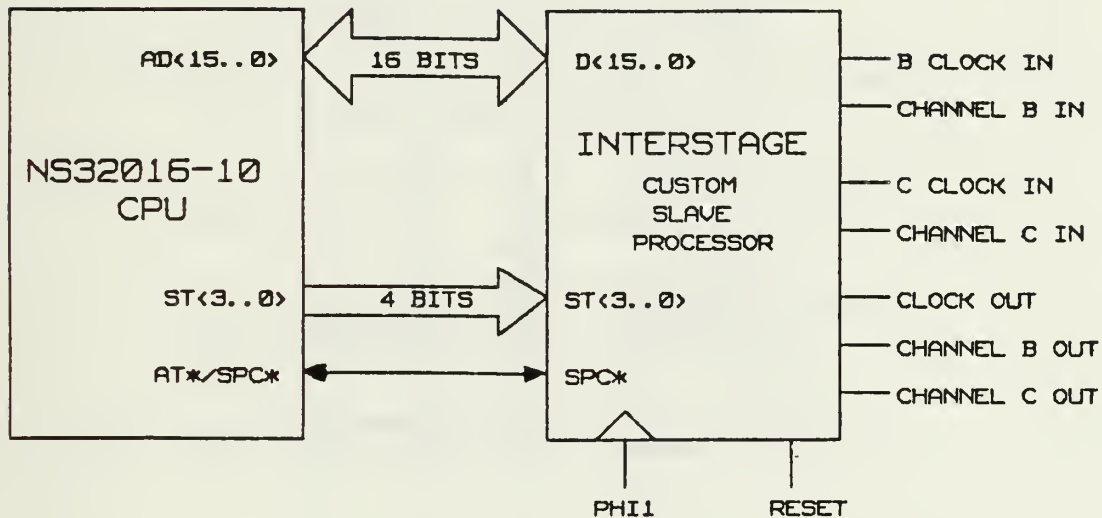 AD<15..0>
16 BITS
D<15..0>
NS32016-10
CPU
INTERSTAGE
CUSTOM
SLAVE
PROCESSOR
ST<3..0>
4 BITS
ST<3..0>
AT*/SPC*
SPC*
B CLOCK IN
CHANNEL B IN
C CLOCK IN
CHANNEL C IN
CLOCK OUT
CHANNEL B OUT
CHANNEL C OUT
PHI1
RESET